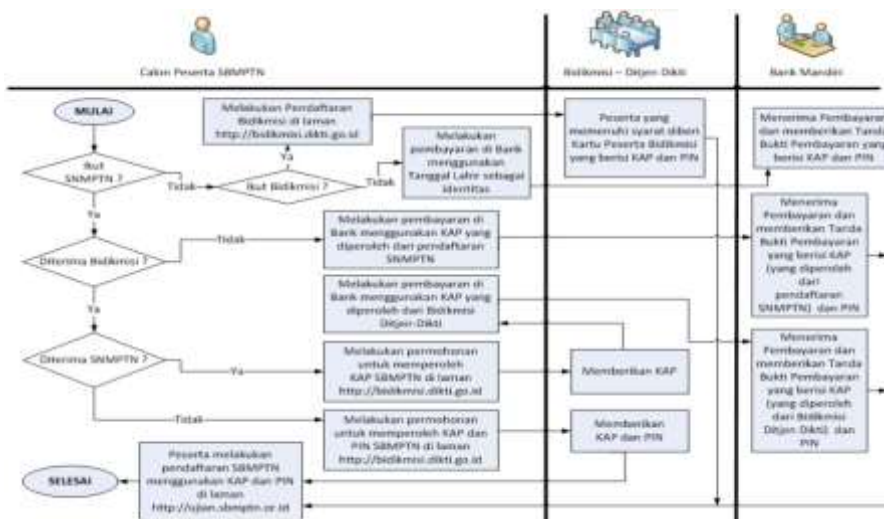 Calon Peserta SBMPTN
Bidikmisi – Ditjen Dikti
Bank Mandiri
MULAI
Melakukan Pendaftaran
Bidikmisi di laman
http://bidikmisi.dikti.go.id
Peserta yang
memenuhi syarat diberi
Kartu Peserta Bidikmisi
yang berisi KAP dan PIN
Menerima Pembayaran
dan memberikan Tanda
Bukti Pembayaran yang
berisi KAP dan PIN
Ikut
SNMPTN ?
Tidak
Ya
Ikut Bidikmisi ?
Tidak
Melakukan
pembayaran di Bank
menggunakan
Tanggal Lahir sebagai
identitas
Ya
Diterima Bidikmisi ?
Tidak
Melakukan pembayaran di
Bank menggunakan KAP yang
diperoleh dari pendaftaran
SNMPTN
Menerima
Pembayaran dan
memberikan Tanda
Bukti Pembayaran
yang berisi KAP
(yang diperoleh
dari
pendaftaran
SNMPTN) dan PIN
Ya
Melakukan pembayaran di
Bank menggunakan KAP yang
diperoleh dari Bidikmisi
Ditjen Dikti
Diterima SNMPTN ?
Ya
Melakukan permohonan
untuk memperoleh
KAP SBMPTN di laman
http://bidikmisi.dikti.go.id
Memberikan KAP
Menerima
Pembayaran dan
memberikan Tanda
Bukti Pembayaran
yang berisi KAP
(yang diperoleh
dari Bidikmisi
Ditjen Dikti) dan
PIN
Tidak
Melakukan permohonan
untuk memperoleh KAP dan
PIN SBMPTN di laman
http://bidikmisi.dikti.go.id
Memberikan
KAP dan PIN
SELESAI
Peserta melakukan
pendaftaran SBMPTN
menggunakan KAP dan PIN
di laman
http://ujian.sbmptn.or.id